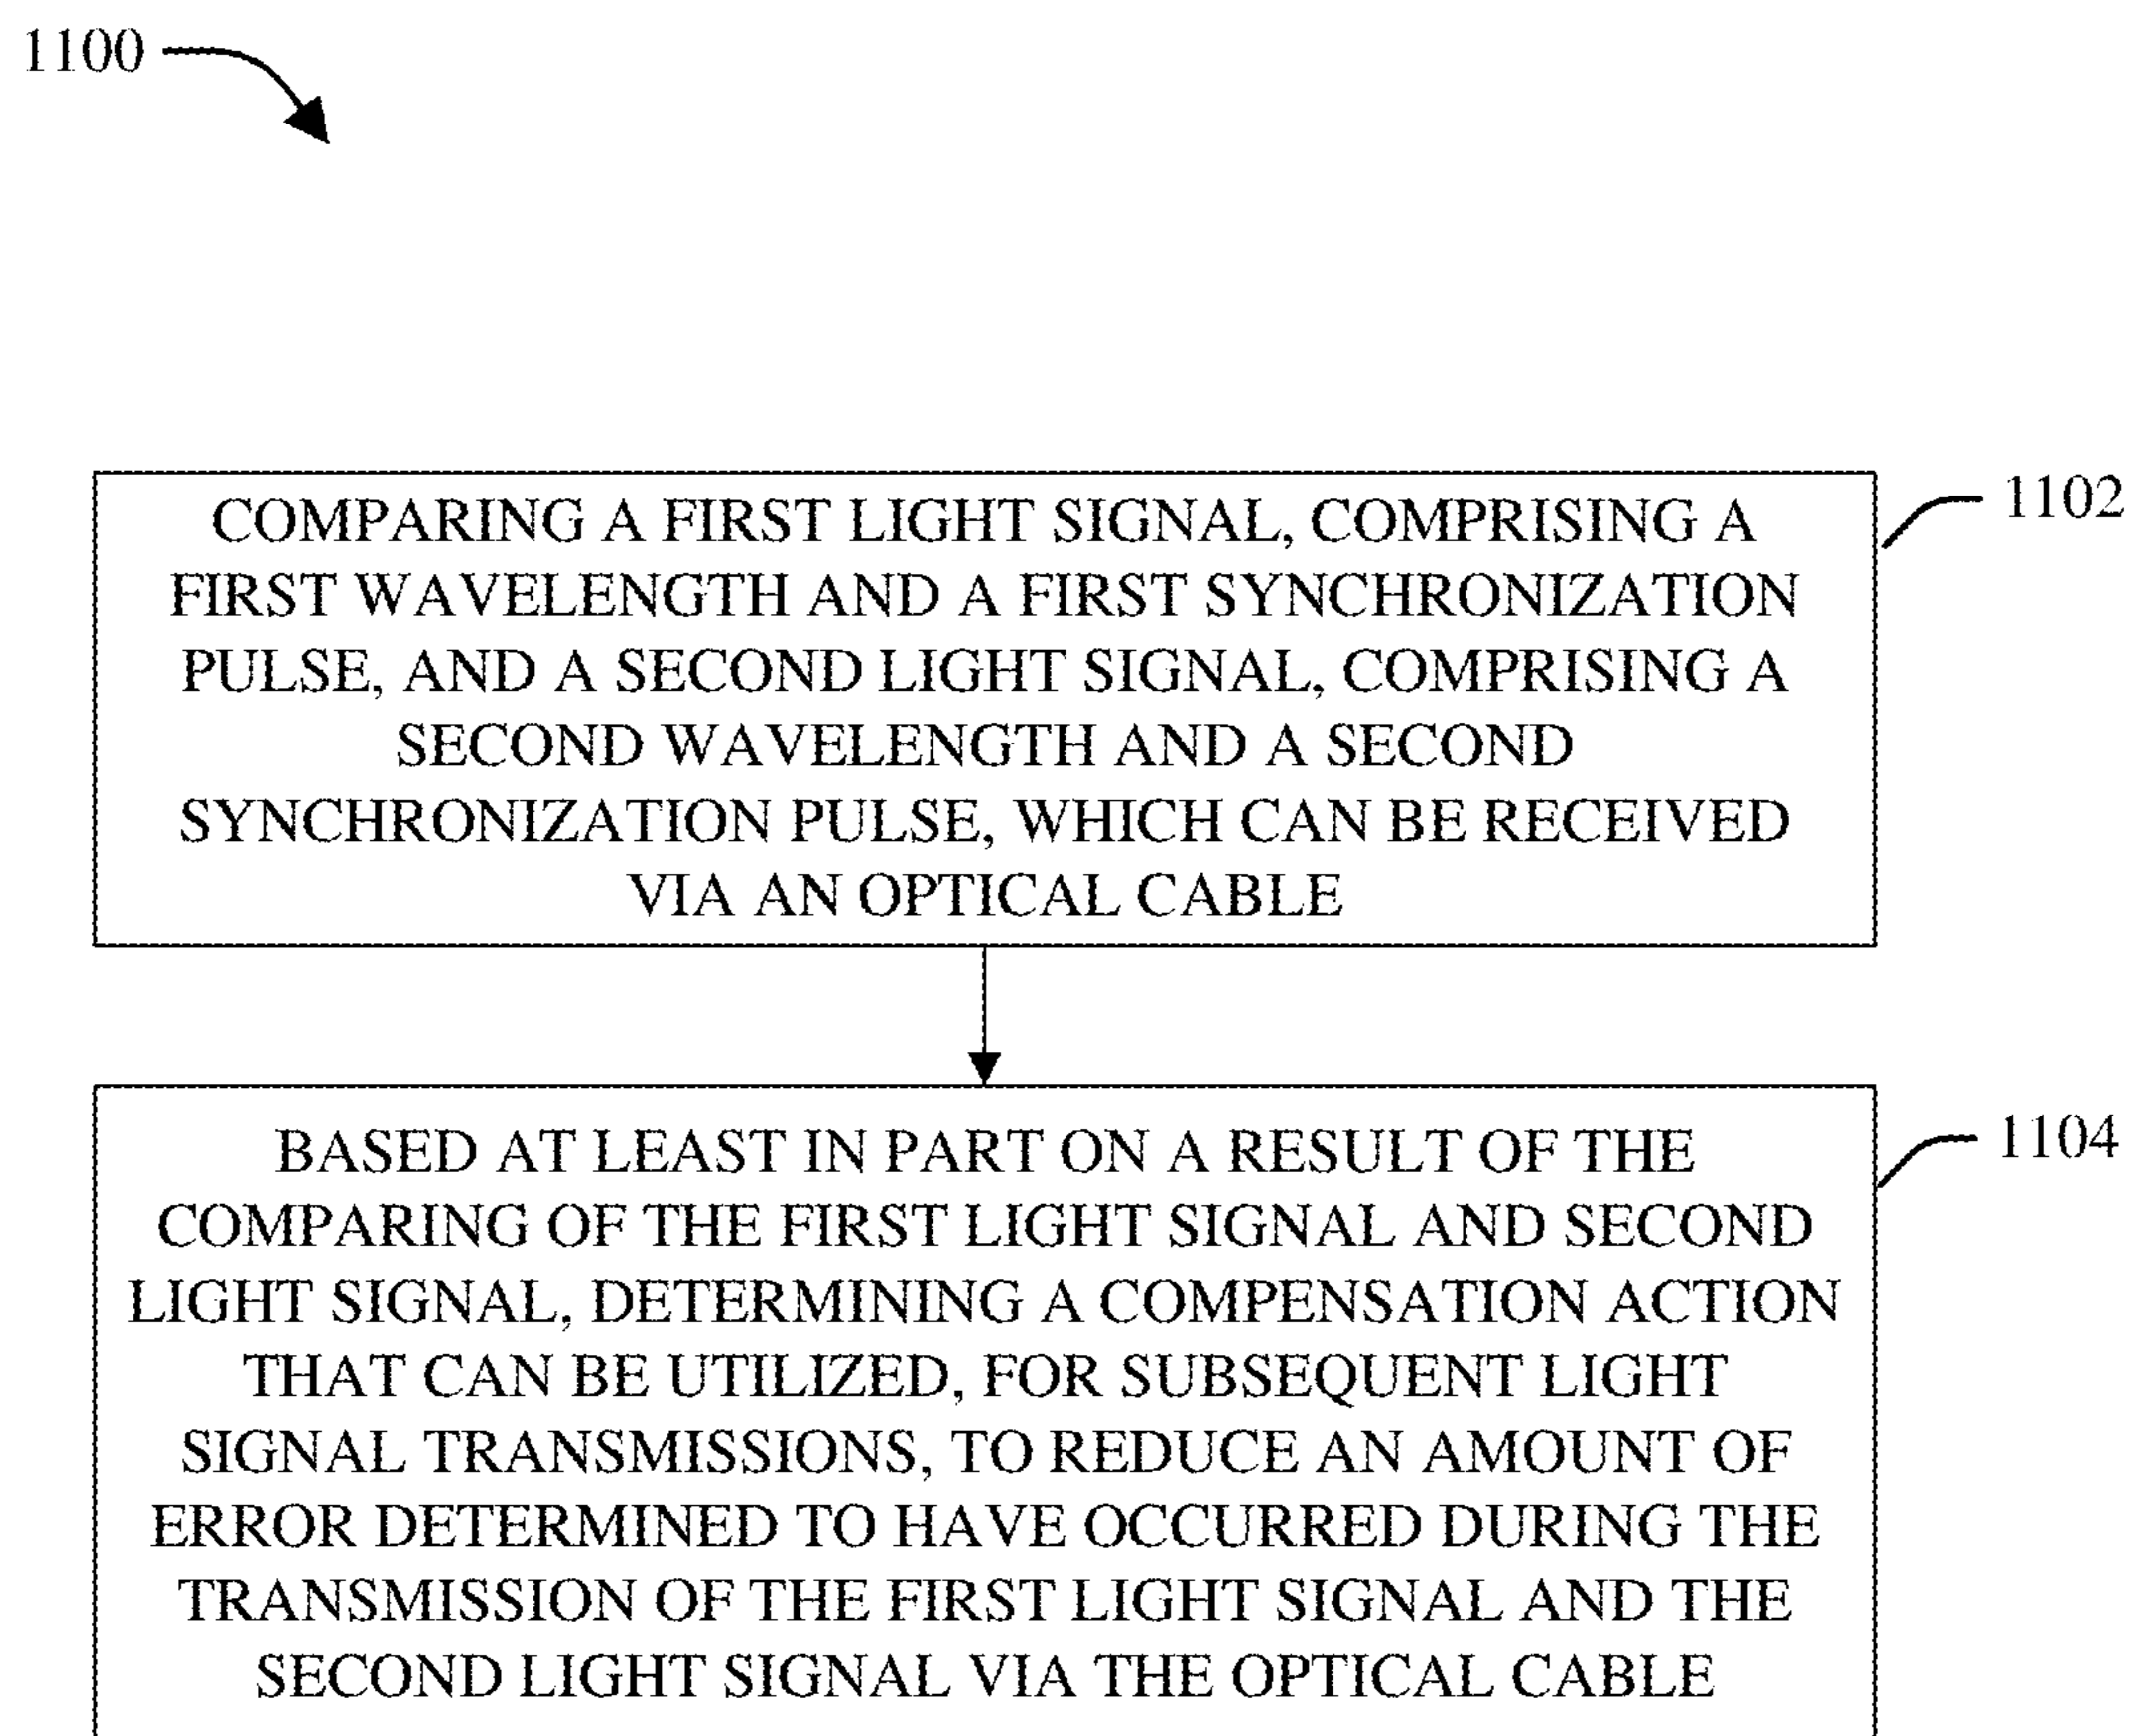 1100
COMPARING A FIRST LIGHT SIGNAL, COMPRISING A
1102
FIRST WAVELENGTH AND A FIRST SYNCHRONIZATION
PULSE, AND A SECOND LIGHT SIGNAL, COMPRISING A
SECOND WAVELENGTH AND A SECOND
SYNCHRONIZATION PULSE, WHICH CAN BE RECEIVED
VIA AN OPTICAL CABLE
BASED AT LEAST IN PART ON A RESULT OF THE
1104
COMPARING OF THE FIRST LIGHT SIGNAL AND SECOND
LIGHT SIGNAL, DETERMINING A COMPENSATION ACTION
THAT CAN BE UTILIZED, FOR SUBSEQUENT LIGHT
SIGNAL TRANSMISSIONS, TO REDUCE AN AMOUNT OF
ERROR DETERMINED TO HAVE OCCURRED DURING THE
TRANSMISSION OF THE FIRST LIGHT SIGNAL AND THE
SECOND LIGHT SIGNAL VIA THE OPTICAL CABLE